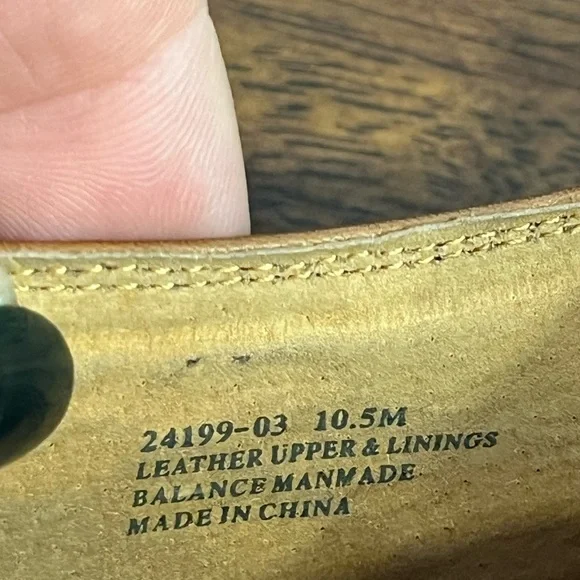 24199-03 10.5M
LEATHER UPPER & LININGS
BALANCE MANMADE
MADE IN CHINA